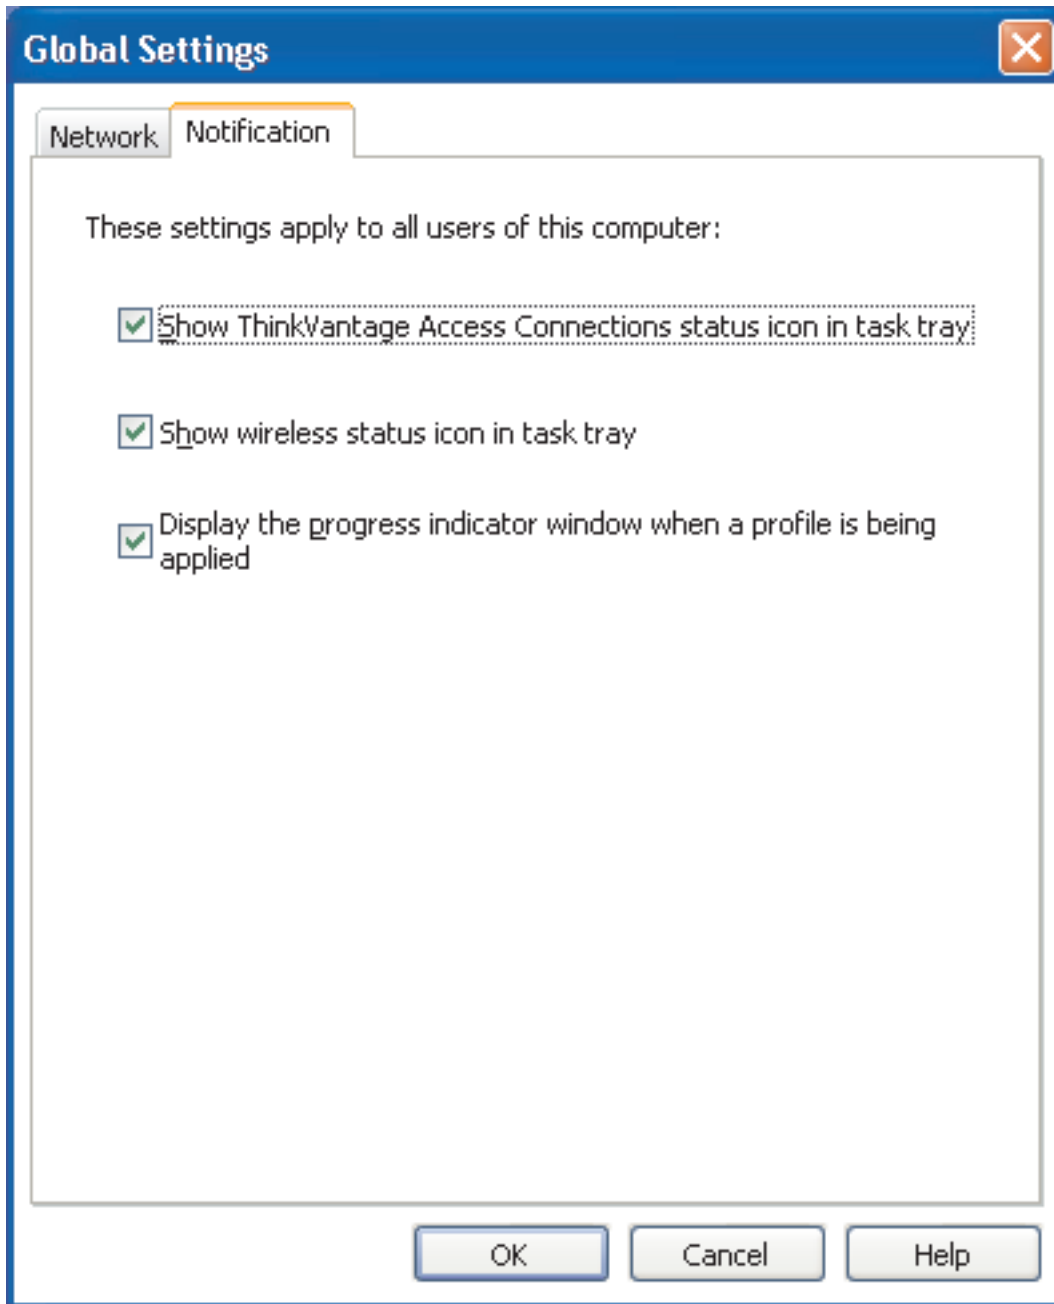 Global Settings
Network
Notification
These settings apply to all users of this computer:
Show ThinkVantage Access Connections status icon in task tray
Show wireless status icon in task tray
Display the progress indicator window when a profile is being
applied
OK
Cancel
Help